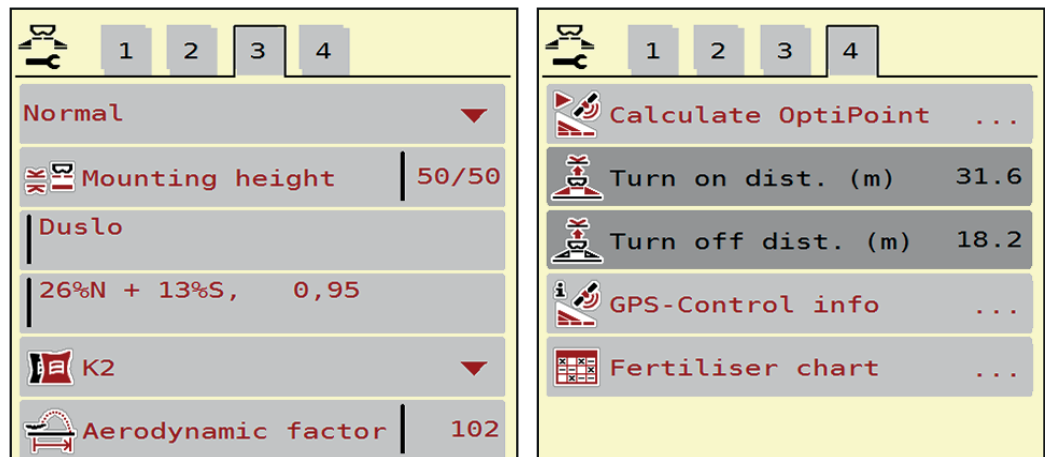 1 2 3 4
Normal
Mounting height 50/50
Duslo
26%N + 13%S, 0,95
K2
Aerodynamic factor 102
1 2 3 4
Calculate OptiPoint ...
Turn on dist. (m) 31.6
Turn off dist. (m) 18.2
GPS-Control info ...
Fertiliser chart ...